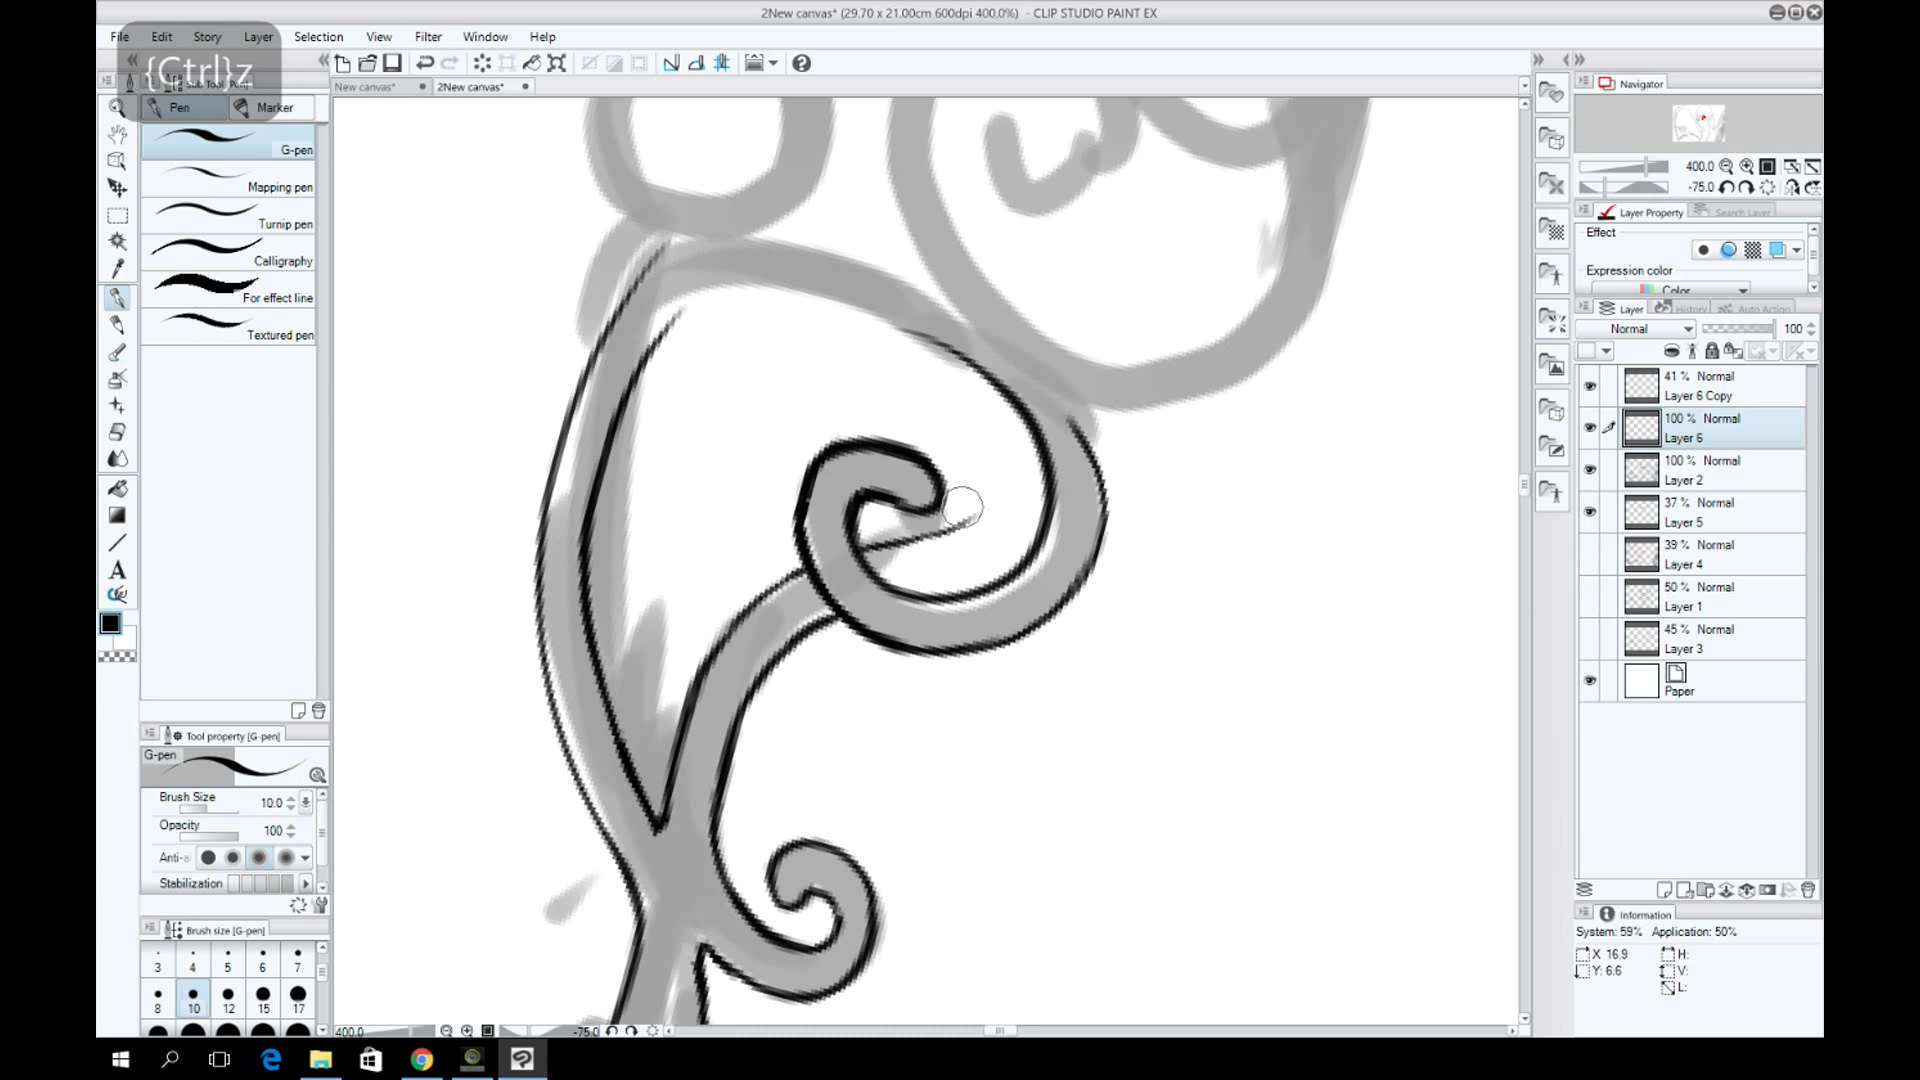 2New canvas* (29.70 x 21.00cm 600dpi 400.0%) - CLIP STUDIO PAINT EX
File Edit Story Layer Selection View Filter Window Help
{Ctrl}z
Sub Tool [Pen]
New canvas* 2New canvas*
Pen Marker
G-pen
Mapping pen
Turnip pen
Calligraphy
For effect line
Textured pen
Tool property [G-pen]
G-pen
Brush Size 10.0
Opacity 100
Anti-a
Stabilization
Brush size [G-pen]
3 4 5 6 7
8 10 12 15 17
400.0 -75.0
Navigator
400.0
-75.0
Layer Property Search Layer
Effect
Expression color
Color
Layer History Auto Action
Normal 100
41 % Normal
Layer 6 Copy
100 % Normal
Layer 6
100 % Normal
Layer 2
37 % Normal
Layer 5
39 % Normal
Layer 4
50 % Normal
Layer 1
45 % Normal
Layer 3
Paper
Information
System: 59% Application: 50%
X 16.9 H:
Y: 6.6 V:
L: